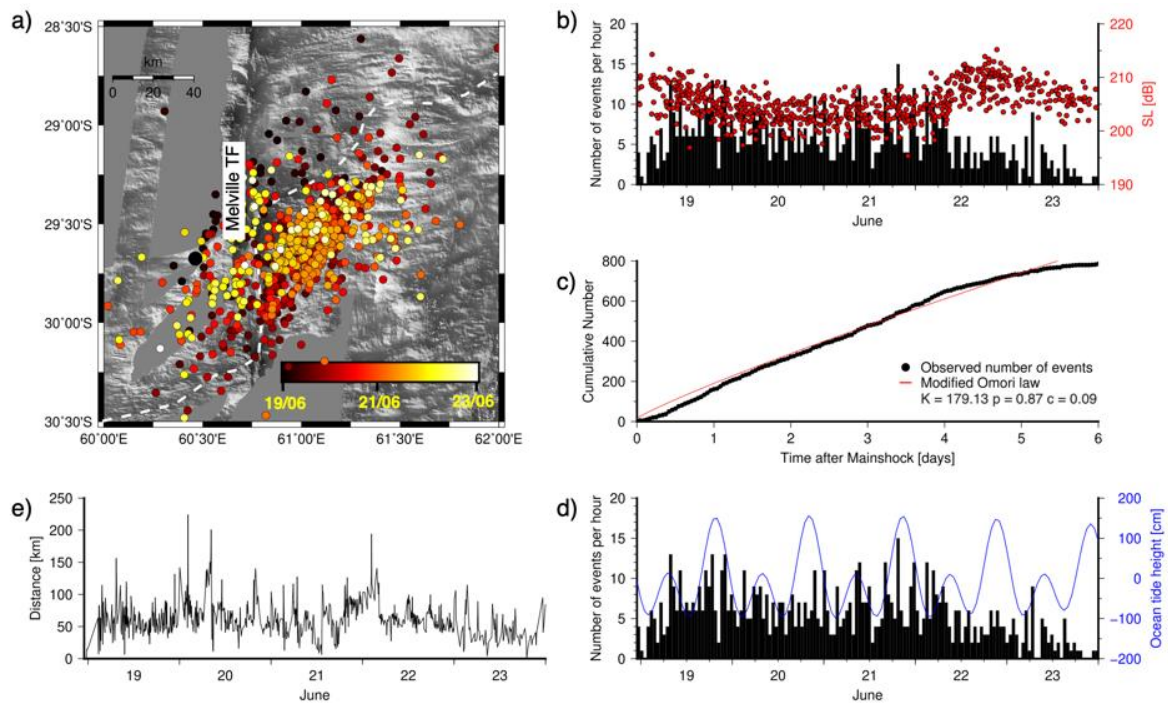 a)
28˚30'S
29˚00'S
29˚30'S
30˚00'S
30˚30'S
60˚00'E 60˚30'E 61˚00'E 61˚30'E 62˚00'E
km
0 20 40
Melville TF
19/06 21/06 23/06
b)
Number of events per hour
0 5 10 15 20
19 20 21 22 23
June
SL [dB]
190 200 210 220
c)
Cumulative Number
0 200 400 600 800
Observed number of events
Modified Omori law
K = 179.13 p = 0.87 c = 0.09
0 1 2 3 4 5 6
Time after Mainshock [days]
e)
Distance [km]
0 50 100 150 200 250
19 20 21 22 23
June
d)
Number of events per hour
0 5 10 15 20
19 20 21 22 23
June
Ocean tide height [cm]
−200 −100 0 100 200